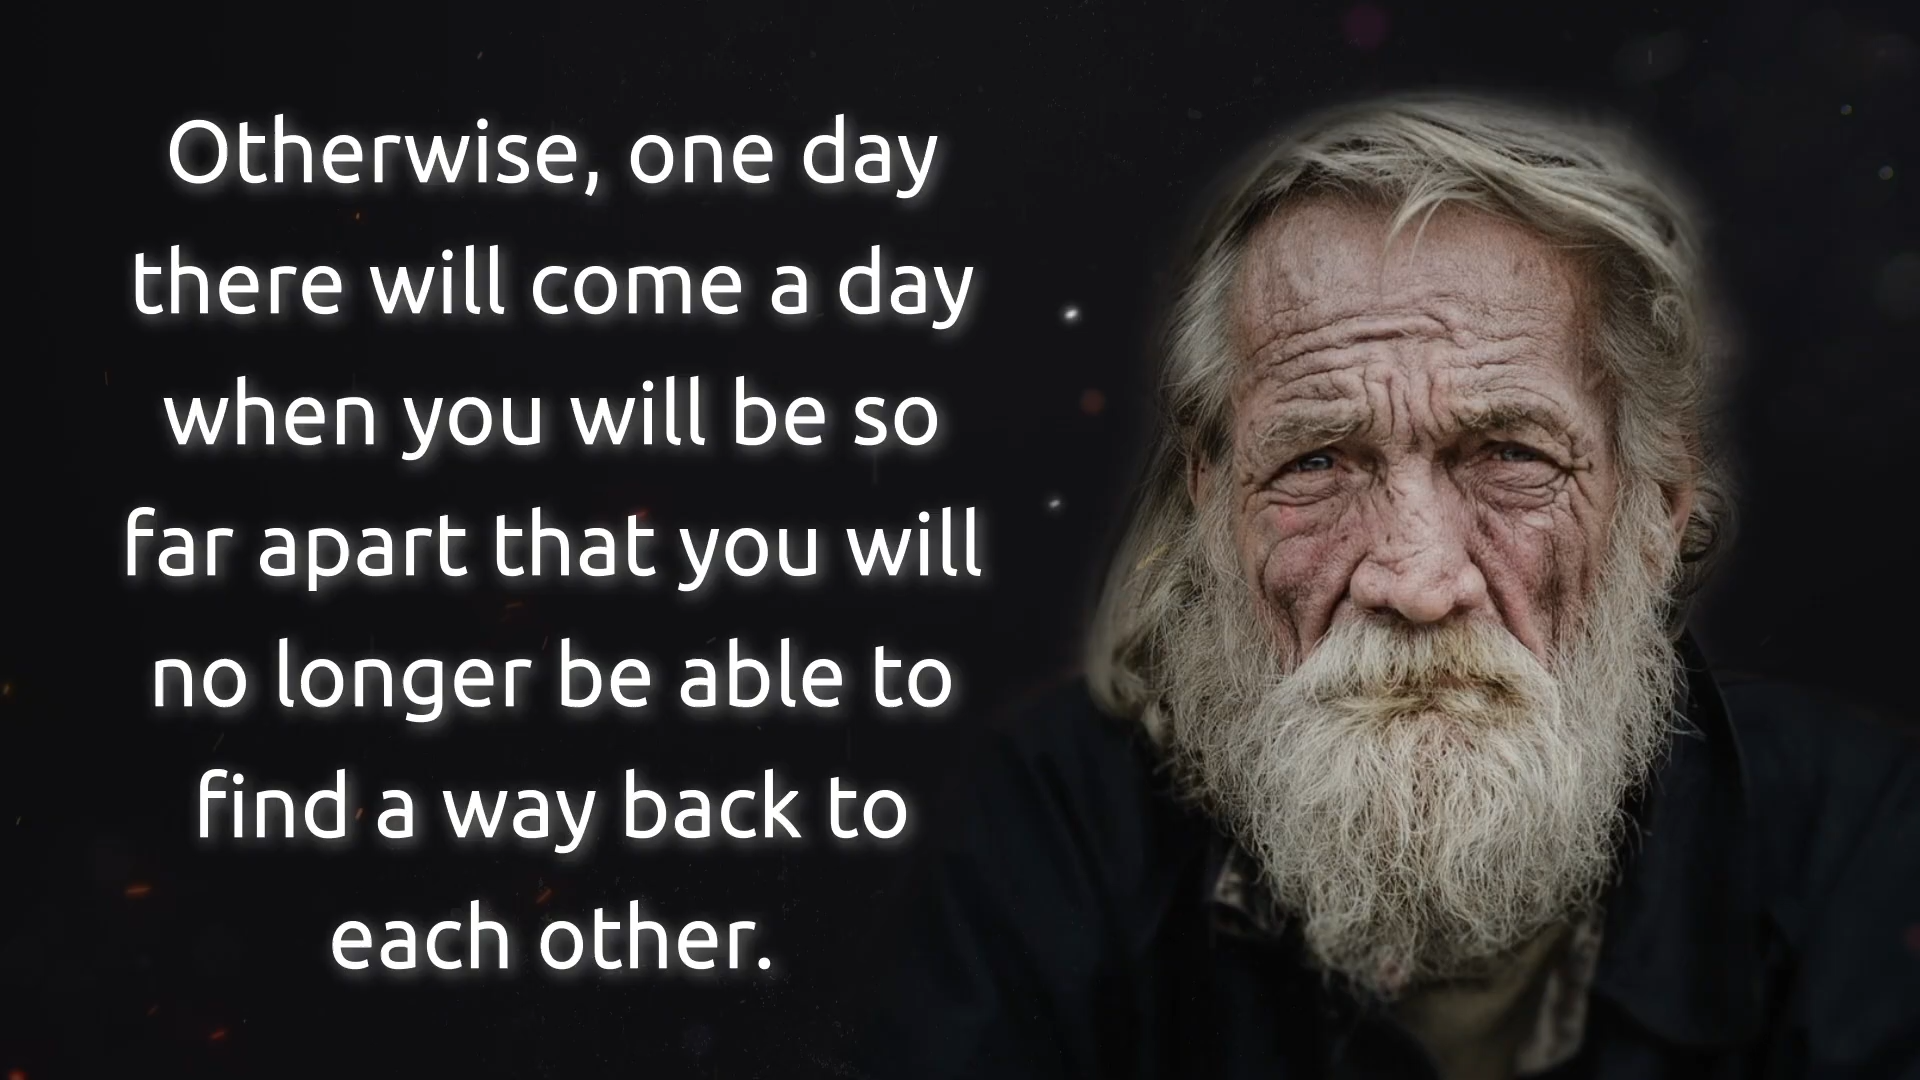 Otherwise, one day
there will come a day
when you will be so
far apart that you will
no longer be able to
find a way back to
each other.